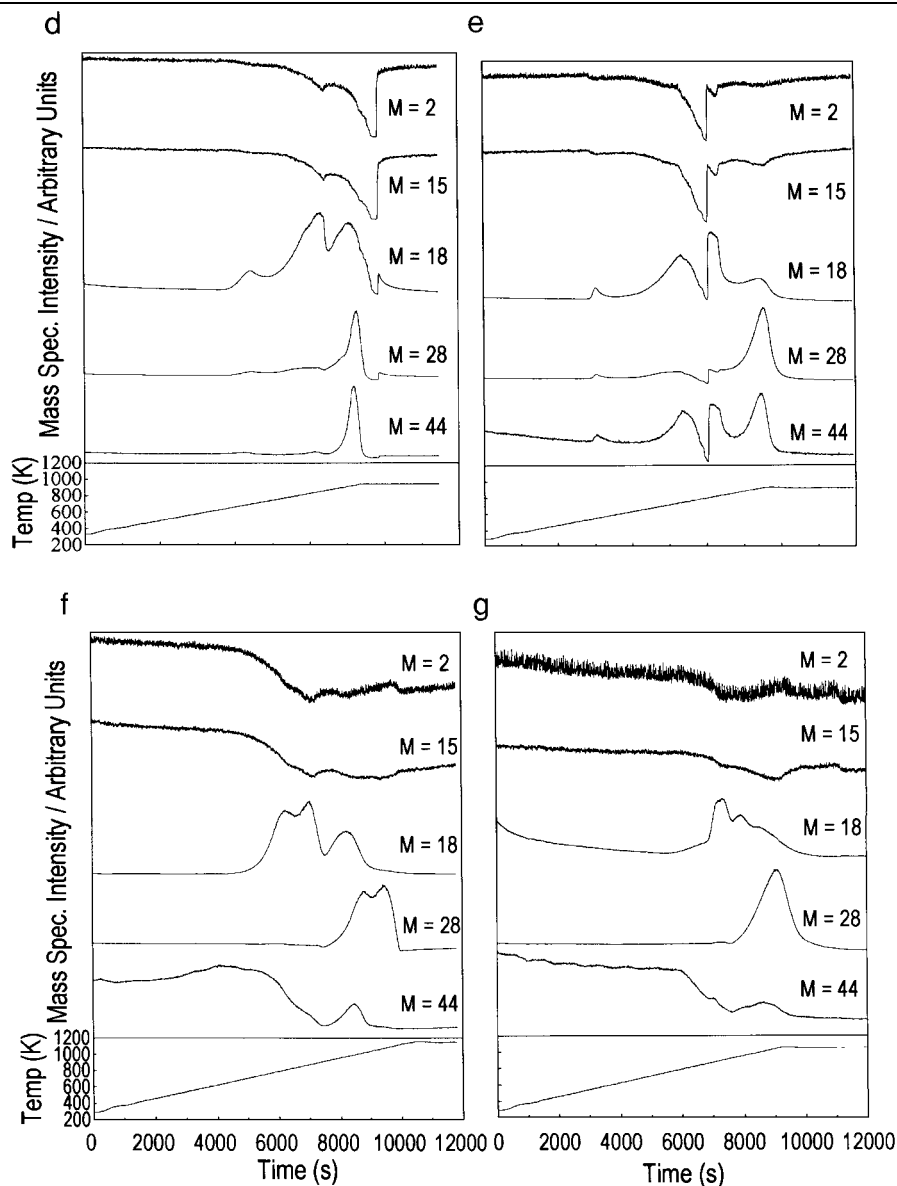 d
e
Mass Spec. Intensity / Arbitrary Units
M = 2
M = 15
M = 18
M = 28
M = 44
M = 2
M = 15
M = 18
M = 28
M = 44
Temp (K)
1200
1000
800
600
400
200
f
g
Mass Spec. Intensity / Arbitrary Units
M = 2
M = 15
M = 18
M = 28
M = 44
M = 2
M = 15
M = 18
M = 28
M = 44
Temp (K)
1200
1000
800
600
400
200
0 2000 4000 6000 8000 10000 12000
0 2000 4000 6000 8000 10000 12000
Time (s)
Time (s)